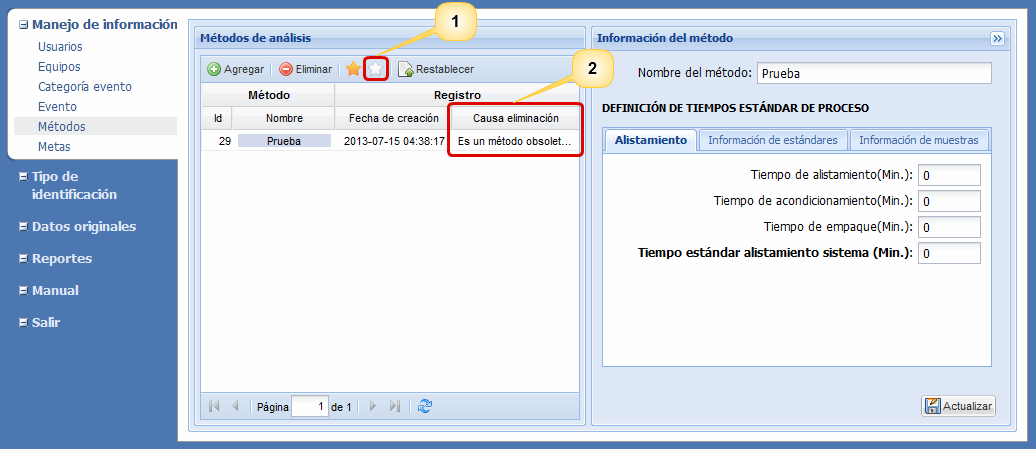 Manejo de información
Usuarios
Equipos
Categoría evento
Evento
Métodos
Metas
Tipo de
identificación
Datos originales
Reportes
Manual
Salir
1
2
Métodos de análisis
Agregar Eliminar Restablecer
Método Registro
Id Nombre Fecha de creación Causa eliminación
29 Prueba 2013-07-15 04:38:17 Es un método obsolet...
Página 1 de 1
Información del método
Nombre del método: Prueba
DEFINICIÓN DE TIEMPOS ESTÁNDAR DE PROCESO
Alistamiento Información de estándares Información de muestras
Tiempo de alistamiento(Min.): 0
Tiempo de acondicionamiento(Min.): 0
Tiempo de empaque(Min.): 0
Tiempo estándar alistamiento sistema (Min.): 0
Actualizar